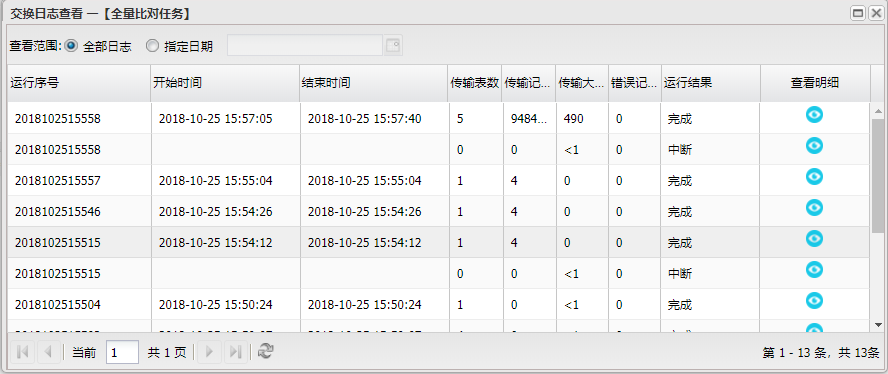 交换日志查看 —【全量比对任务】
查看范围: 全部日志 指定日期
运行序号 开始时间 结束时间 传输表数 传输记... 传输大... 错误记... 运行结果 查看明细
2018102515558 2018-10-25 15:57:05 2018-10-25 15:57:40 5 9484... 490 0 完成
2018102515558 0 0 <1 0 中断
2018102515557 2018-10-25 15:55:04 2018-10-25 15:55:04 1 4 0 0 完成
2018102515546 2018-10-25 15:54:26 2018-10-25 15:54:26 1 4 0 0 完成
2018102515515 2018-10-25 15:54:12 2018-10-25 15:54:12 1 4 0 0 完成
2018102515515 0 0 <1 0 中断
2018102515504 2018-10-25 15:50:24 2018-10-25 15:50:24 1 0 <1 0 完成
当前 1 共 1 页 第 1 - 13 条，共 13条